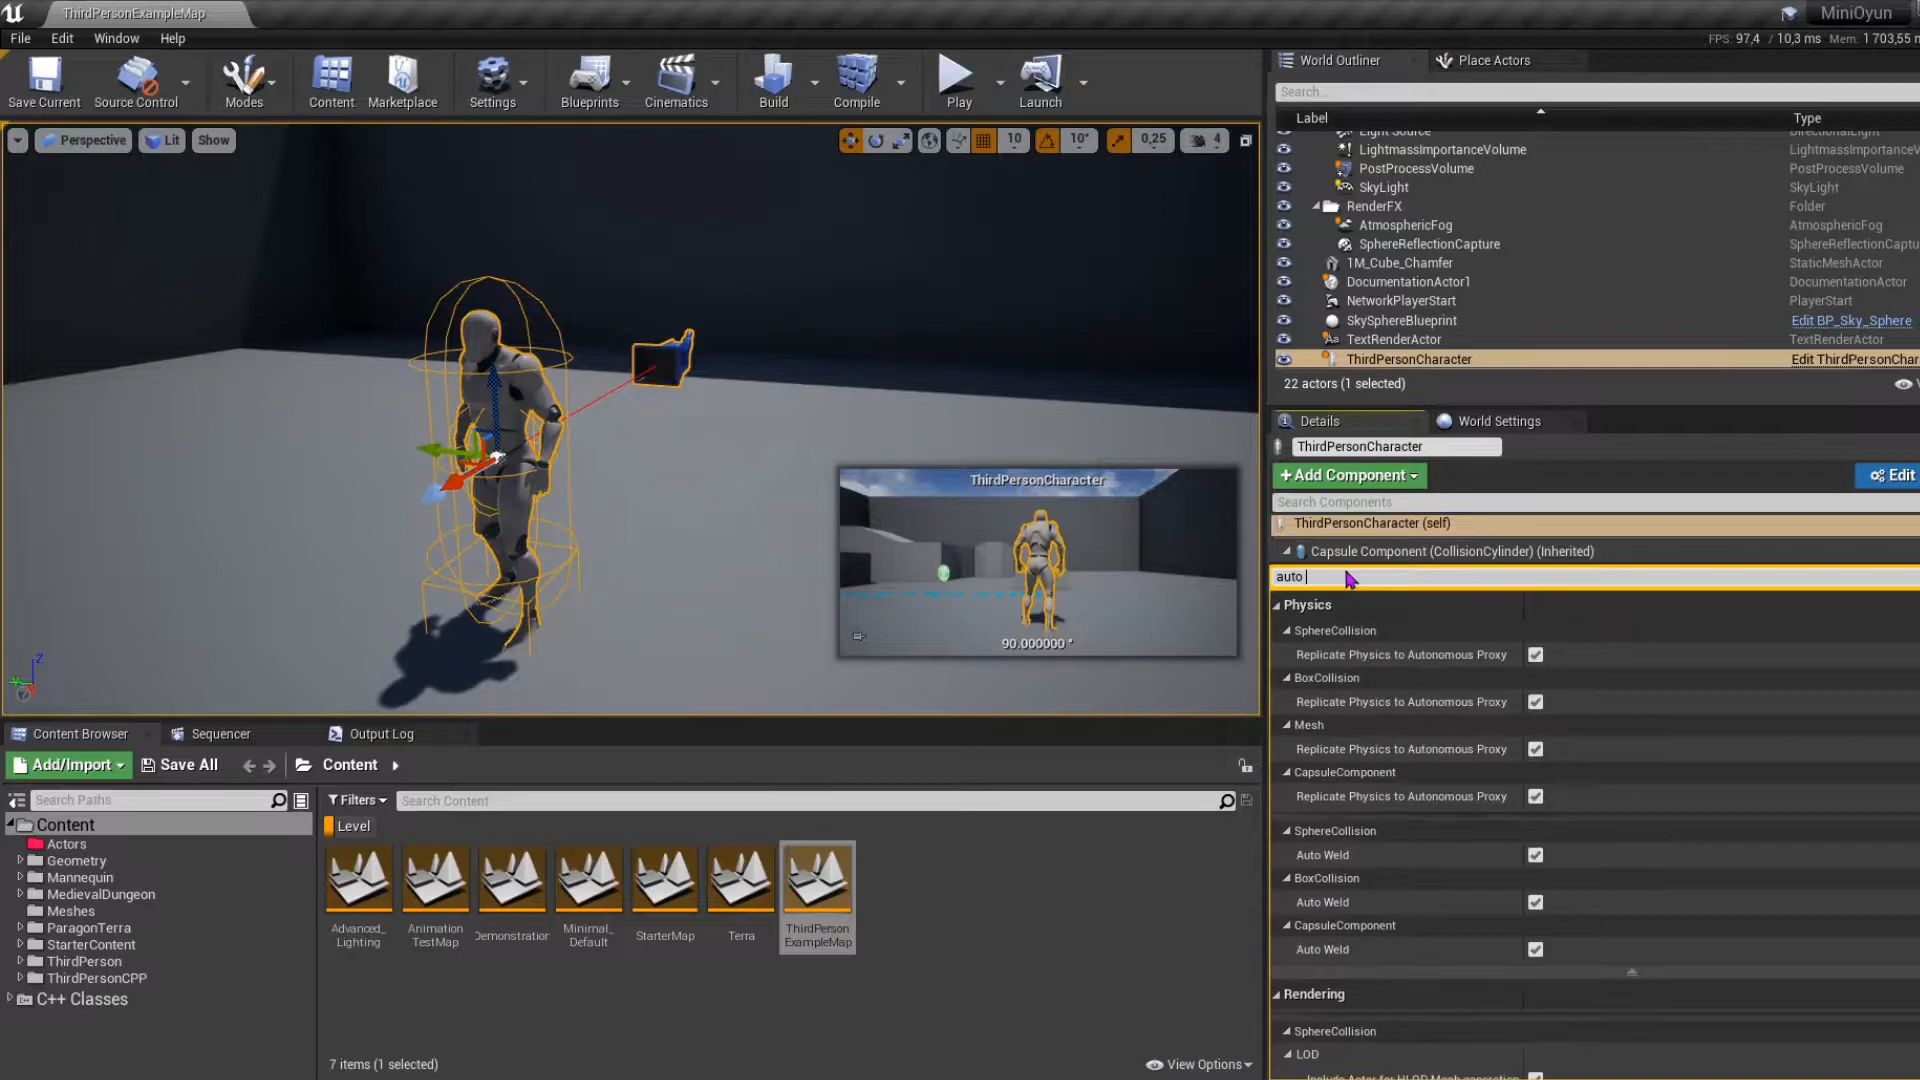 ThirdPersonExampleMap
MiniOyun
File Edit Window Help
FPS: 97,4 / 10,3 ms Mem: 1 703,55
Save Current Source Control Modes Content Marketplace Settings Blueprints Cinematics Build Compile Play Launch
Perspective Lit Show
10 10° 0,25 4
ThirdPersonCharacter
90.000000 °
Z
World Outliner Place Actors
Search...
Label Type
Light Source DirectionalLight
LightmassImportanceVolume LightmassImportanceV
PostProcessVolume PostProcessVolume
SkyLight SkyLight
RenderFX Folder
AtmosphericFog AtmosphericFog
SphereReflectionCapture SphereReflectionCaptu
1M_Cube_Chamfer StaticMeshActor
DocumentationActor1 DocumentationActor
NetworkPlayerStart PlayerStart
SkySphereBlueprint Edit BP_Sky_Sphere
TextRenderActor TextRenderActor
ThirdPersonCharacter Edit ThirdPersonChar
22 actors (1 selected)
Details World Settings
ThirdPersonCharacter
+Add Component Edit
Search Components
ThirdPersonCharacter (self)
Capsule Component (CollisionCylinder) (Inherited)
auto
Physics
SphereCollision
Replicate Physics to Autonomous Proxy
BoxCollision
Replicate Physics to Autonomous Proxy
Mesh
Replicate Physics to Autonomous Proxy
CapsuleComponent
Replicate Physics to Autonomous Proxy
SphereCollision
Auto Weld
BoxCollision
Auto Weld
CapsuleComponent
Auto Weld
Rendering
SphereCollision
LOD
Include Actor for HLOD Mesh generation
Content Browser Sequencer Output Log
Add/Import Save All Content
Search Paths
Filters Search Content
Content
Actors
Geometry
Mannequin
MedievalDungeon
Meshes
ParagonTerra
StarterContent
ThirdPerson
ThirdPersonCPP
C++ Classes
Level
Advanced_
Lighting
Animation
TestMap
Demonstration
Minimal_
Default
StarterMap
Terra
ThirdPerson
ExampleMap
7 items (1 selected)
View Options